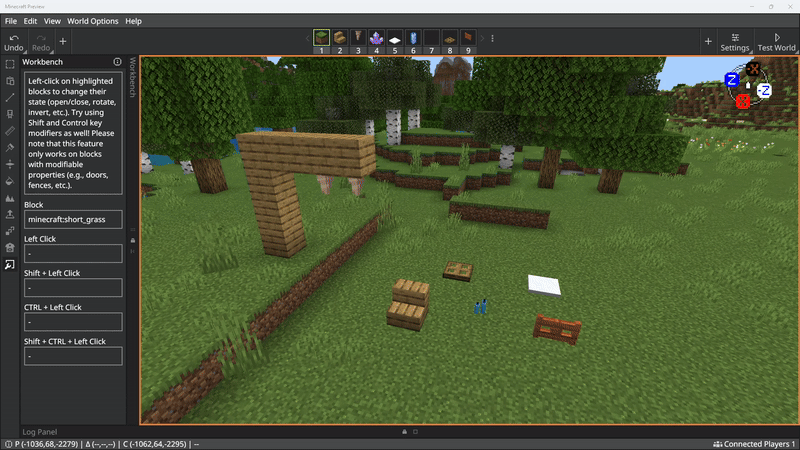 Minecraft Preview
File Edit View World Options Help
Undo Redo
1 2 3 4 5 6 7 8 9
Settings Test World
Workbench
Workbench
Left-click on highlighted
blocks to change their
state (open/close, rotate,
invert, etc.). Try using
Shift and Control key
modifiers as well! Please
note that this feature
only works on blocks
with modifiable
properties (e.g., doors,
fences, etc.).
Block
minecraft:short_grass
Left Click
-
Shift + Left Click
-
CTRL + Left Click
-
Shift + CTRL + Left Click
-
X
Z
-Z
Log Panel
P (-1036,68,-2279) | Δ (--,--,--) | C (-1062,64,-2295) | --
Connected Players 1